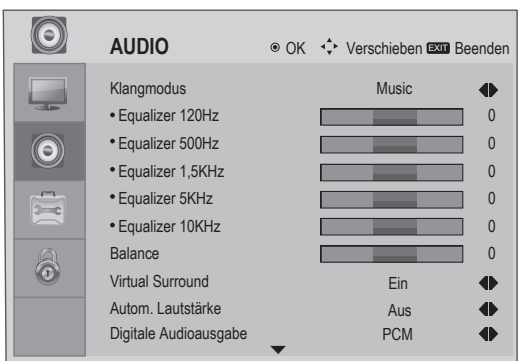 AUDIO OK Verschieben EXIT Beenden
Klangmodus Music
• Equalizer 120Hz 0
• Equalizer 500Hz 0
• Equalizer 1,5KHz 0
• Equalizer 5KHz 0
• Equalizer 10KHz 0
Balance 0
Virtual Surround Ein
Autom. Lautstärke Aus
Digitale Audioausgabe PCM